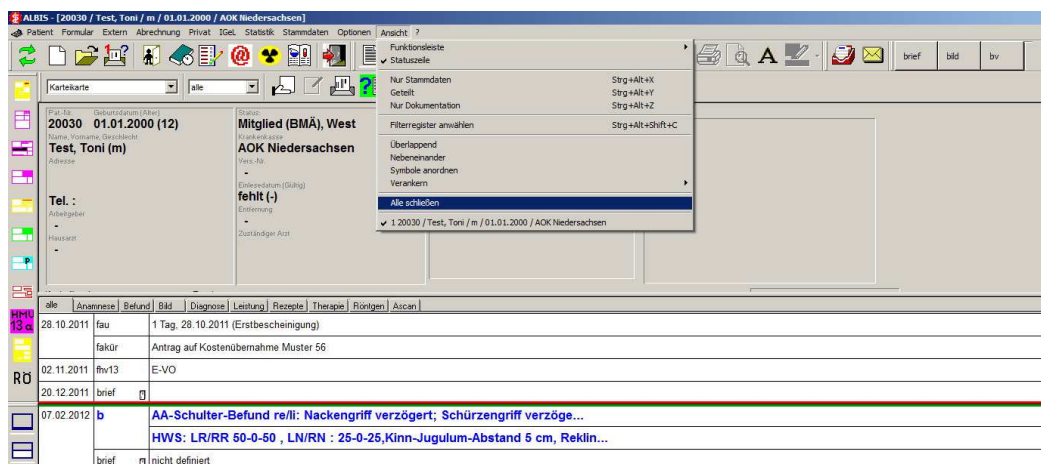 ALBIS - [20030 / Test, Toni / m / 01.01.2000 / AOK Niedersachsen]
Patient Formular Extern Abrechnung Privat IGeL Statistik Stammdaten Optionen Ansicht ?
Funktionsleiste
Statuszeile
Nur Stammdaten Strg+Alt+X
Geteilt Strg+Alt+Y
Nur Dokumentation Strg+Alt+Z
Filterregister anwählen Strg+Alt+Shift+C
Überlappend
Nebeneinander
Symbole anordnen
Verankern
Alle schließen
1 20030 / Test, Toni / m / 01.01.2000 / AOK Niedersachsen
brief bild bv
Karteikarte alle
Pat.-Nr. Geburtsdatum (Alter)
20030 01.01.2000 (12)
Name, Vorname, Geschlecht
Test, Toni (m)
Adresse
Tel. :
Arbeitgeber
-
Hausarzt
-
Status:
Mitglied (BMÄ), West
Krankenkasse
AOK Niedersachsen
Vers.-Nr.
-
Einlesedatum (Gültig)
fehlt (-)
Entfernung
-
Zuständiger Arzt
P
HMV
13 a
RÖ
alle Anamnese Befund Bild Diagnose Leistung Rezepte Therapie Röntgen Ascan
28.10.2011 fau 1 Tag, 28.10.2011 (Erstbescheinigung)
fakür Antrag auf Kostenübernahme Muster 56
02.11.2011 fhv13 E-VO
20.12.2011 brief
07.02.2012 b AA-Schulter-Befund re/li: Nackengriff verzögert; Schürzengriff verzöge...
HWS: LR/RR 50-0-50 , LN/RN : 25-0-25,Kinn-Jugulum-Abstand 5 cm, Reklin...
brief nicht definiert